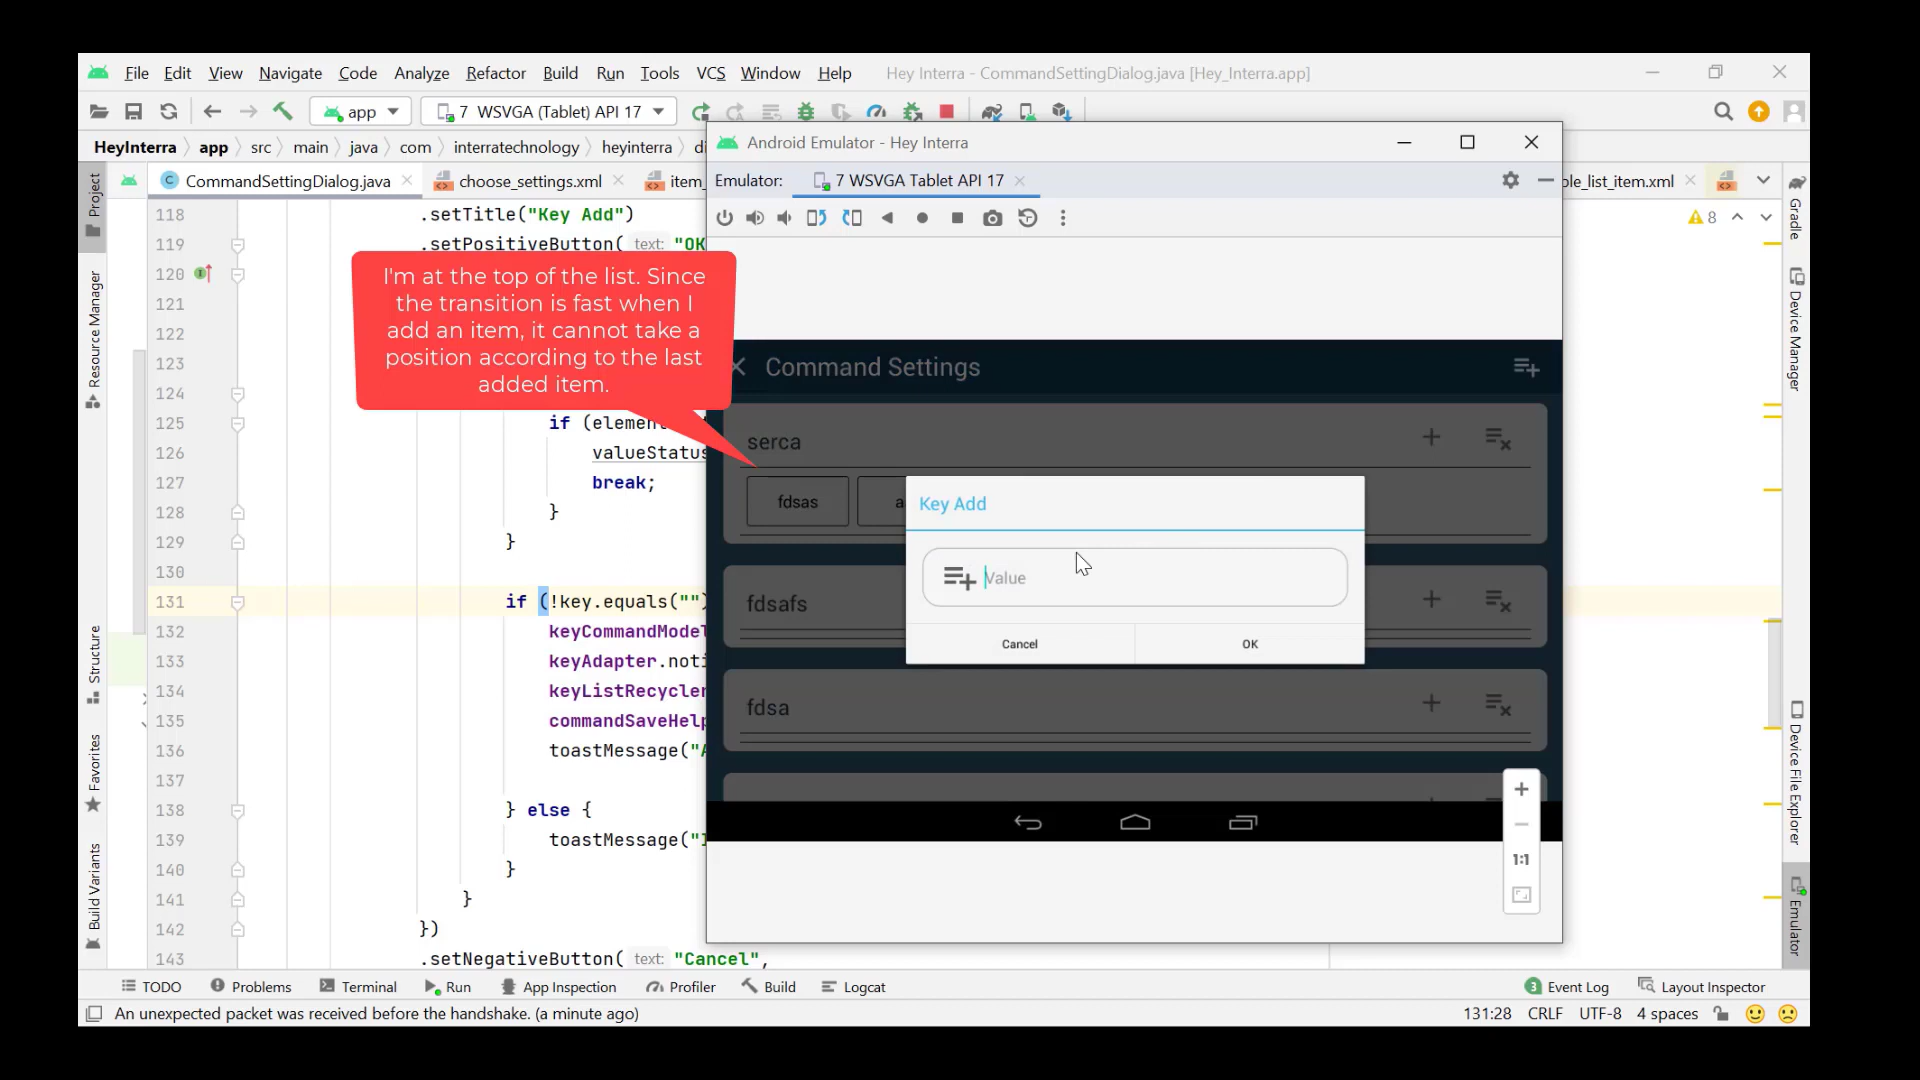 File Edit View Navigate Code Analyze Refactor Build Run Tools VCS Window Help Hey Interra - CommandSettingDialog.java [Hey_Interra.app]
app 7 WSVGA (Tablet) API 17
HeyInterra app src main java com interratechnology heyinterra
Android Emulator - Hey Interra
CommandSettingDialog.java choose_settings.xml item_
Emulator: 7 WSVGA Tablet API 17
le_list_item.xml
8
118 .setTitle("Key Add")
119 .setPositiveButton( text: "OK
120
I'm at the top of the list. Since
the transition is fast when I
add an item, it cannot take a
position according to the last
added item.
121
122
123
124
125 if (element
126 valueStatus
127 break;
128 }
129 }
130
131 if (!key.equals("")
132 keyCommandModel
133 keyAdapter.noti
134 keyListRecycler
135 commandSaveHelp
136 toastMessage("A
137
138 } else {
139 toastMessage("I
140 }
141 }
142 })
143 .setNegativeButton( text: "Cancel",
Command Settings
serca
fdsas a
Key Add
Value
Cancel OK
fdsafs
fdsa
1:1
Project
Resource Manager
Structure
Favorites
Build Variants
Gradle
Device Manager
Device File Explorer
Emulator
TODO Problems Terminal Run App Inspection Profiler Build Logcat 3 Event Log Layout Inspector
An unexpected packet was received before the handshake. (a minute ago) 131:28 CRLF UTF-8 4 spaces